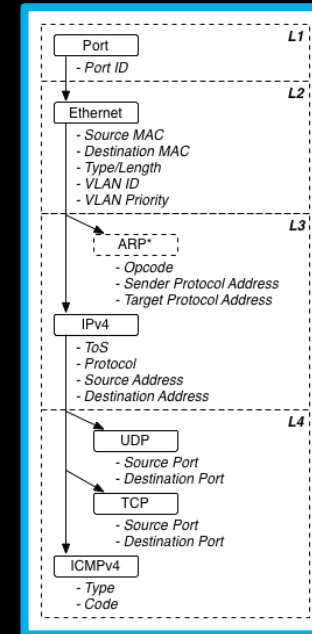 L1
Port
- Port ID
L2
Ethernet
- Source MAC
- Destination MAC
- Type/Length
- VLAN ID
- VLAN Priority
L3
ARP*
- Opcode
- Sender Protocol Address
- Target Protocol Address
IPv4
- ToS
- Protocol
- Source Address
- Destination Address
L4
UDP
- Source Port
- Destination Port
TCP
- Source Port
- Destination Port
ICMPv4
- Type
- Code